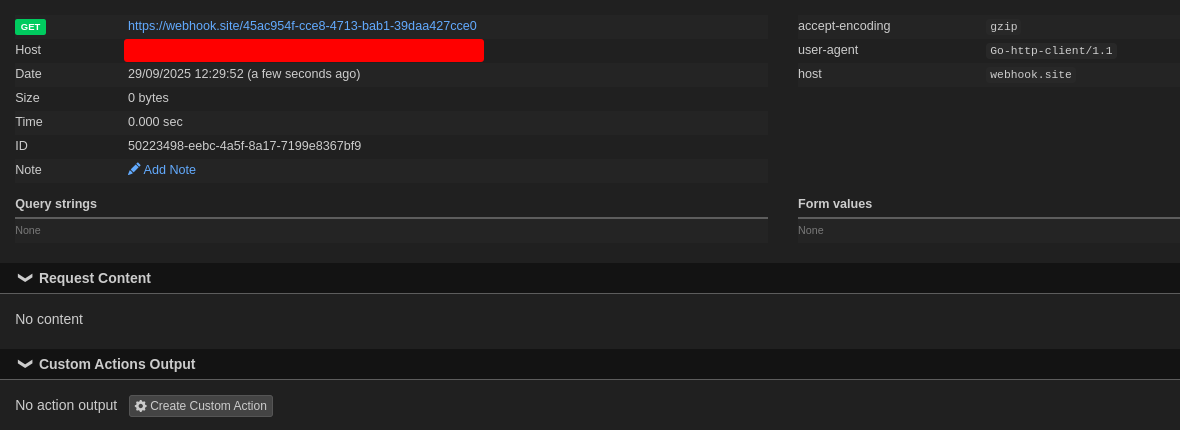 GET https://webhook.site/45ac954f-cce8-4713-bab1-39daa427cce0
Host
Date 29/09/2025 12:29:52 (a few seconds ago)
Size 0 bytes
Time 0.000 sec
ID 50223498-eebc-4a5f-8a17-7199e8367bf9
Note Add Note
accept-encoding gzip
user-agent Go-http-client/1.1
host webhook.site
Query strings
None
Form values
None
Request Content
No content
Custom Actions Output
No action output Create Custom Action